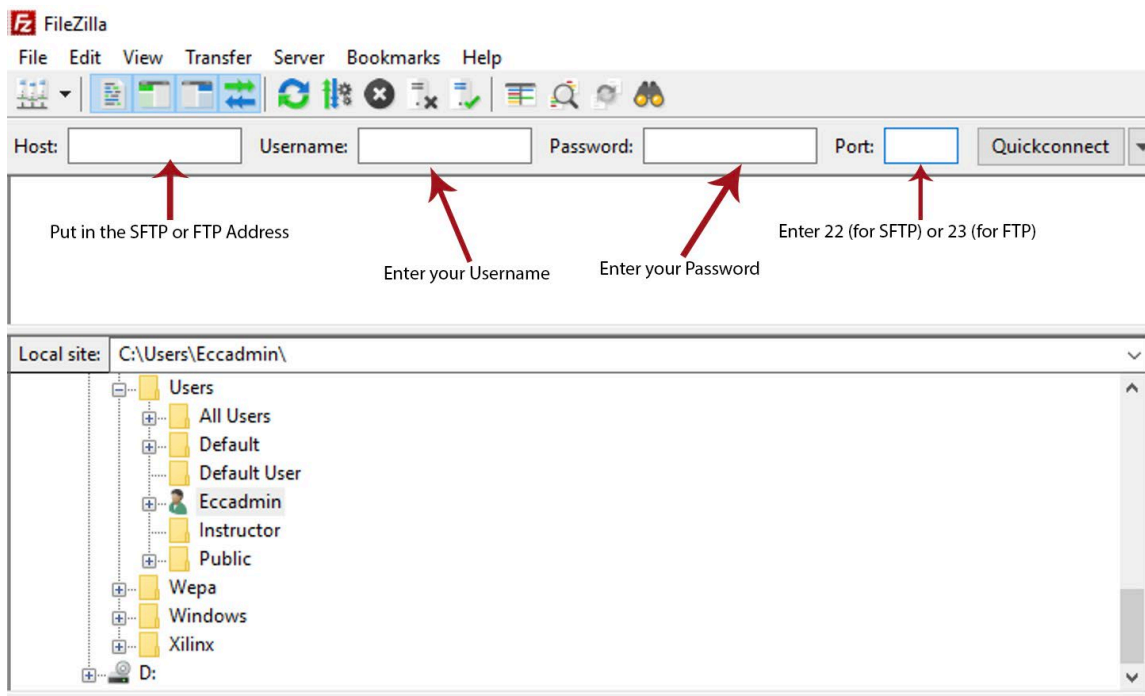 FileZilla
File Edit View Transfer Server Bookmarks Help
Host: Username: Password: Port: Quickconnect
Put in the SFTP or FTP Address
Enter 22 (for SFTP) or 23 (for FTP)
Enter your Username
Enter your Password
Local site: C:\Users\Eccadmin\
Users
All Users
Default
Default User
Eccadmin
Instructor
Public
Wepa
Windows
Xilinx
D: